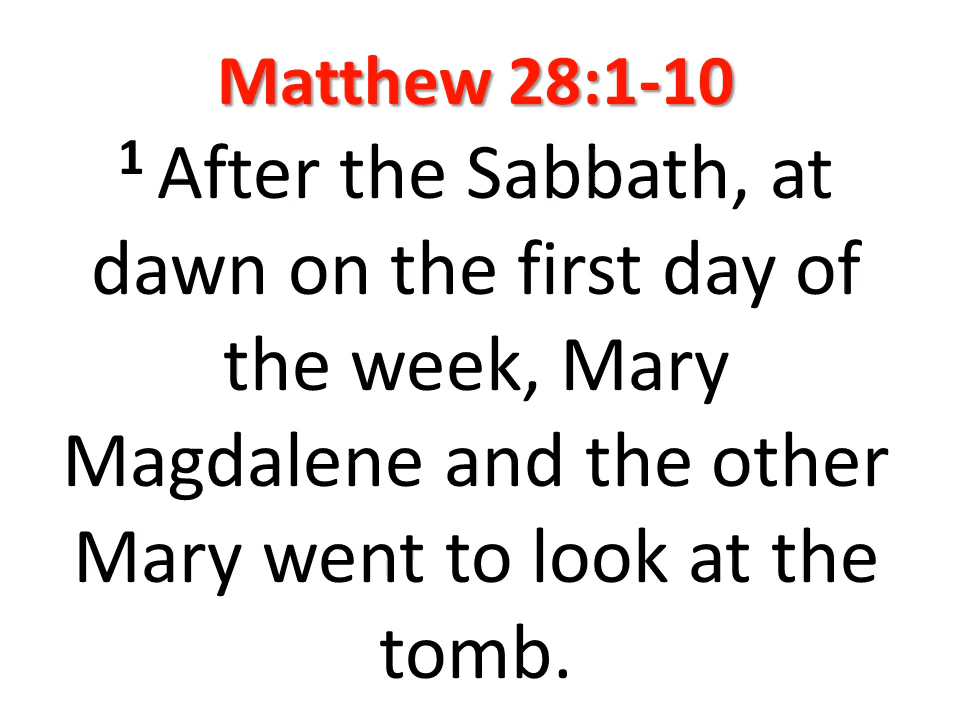 Matthew 28:1-10
1 After the Sabbath, at
dawn on the first day of
the week, Mary
Magdalene and the other
Mary went to look at the
tomb.